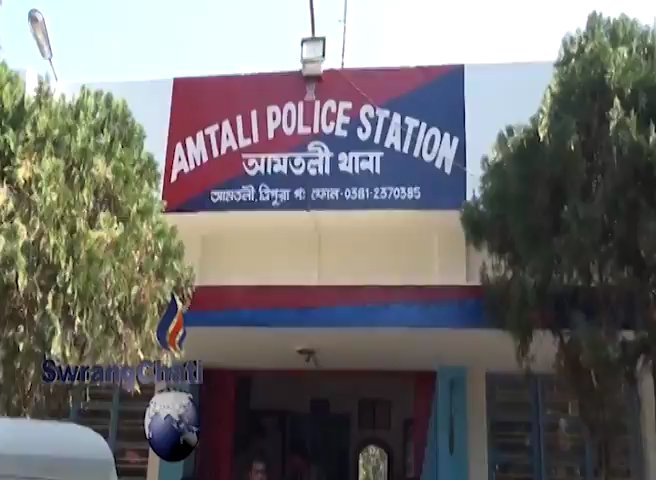 AMTALI POLICE STATION
আমতলী থানা
আমতলী, ত্রিপুরা পঃ ফোন-0381-2370385
SwrangChati